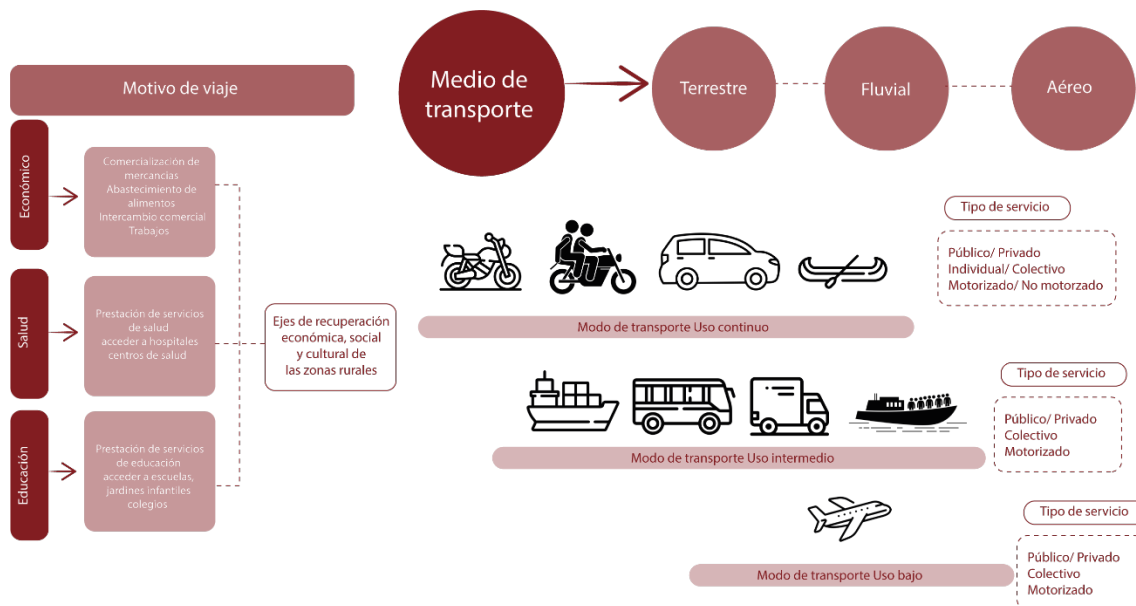 Motivo de viaje
Económico
Comercialización de
mercancias
Abastecimiento de
alimentos
Intercambio comercial
Trabajos
Salud
Prestación de servicios
de salud
acceder a hospitales
centros de salud
Educación
Prestación de servicios
de educación
acceder a escuelas,
jardines infantiles
colegios
Ejes de recuperación
económica, social
y cultural de
las zonas rurales
Medio de
transporte
Terrestre
Fluvial
Aéreo
Tipo de servicio
Público/ Privado
Individual/ Colectivo
Motorizado/ No motorzado
Modo de transporte Uso continuo
Tipo de servicio
Público/ Privado
Colectivo
Motorizado
Modo de transporte Uso intermedio
Tipo de servicio
Público/ Privado
Colectivo
Motorizado
Modo de transporte Uso bajo